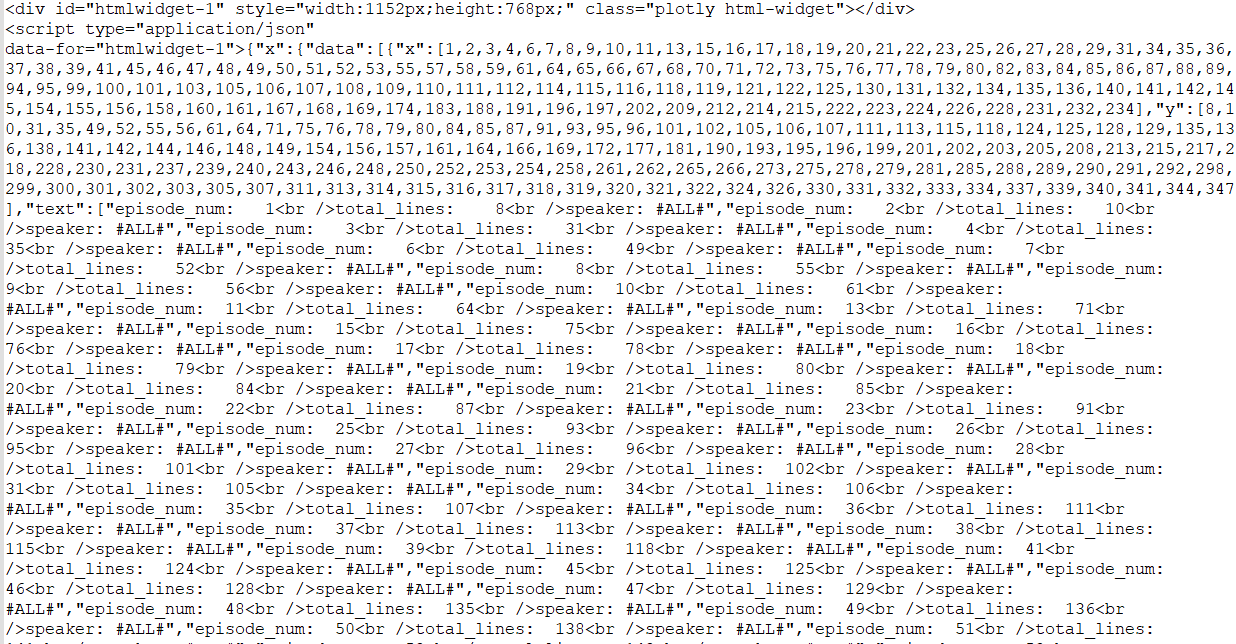 <div id="htmlwidget-1" style="width:1152px;height:768px;" class="plotly html-widget"></div>
<script type="application/json"
data-for="htmlwidget-1">{"x":{"data":[{"x":[1,2,3,4,6,7,8,9,10,11,13,15,16,17,18,19,20,21,22,23,25,26,27,28,29,31,34,35,36,
37,38,39,41,45,46,47,48,49,50,51,52,53,55,57,58,59,61,64,65,66,67,68,70,71,72,73,75,76,77,78,79,80,82,83,84,85,86,87,88,89,
94,95,99,100,101,103,105,106,107,108,109,110,111,112,114,115,116,118,119,121,122,125,130,131,132,134,135,136,140,141,142,14
5,154,155,156,158,160,161,167,168,169,174,183,188,191,196,197,202,209,212,214,215,222,223,224,226,228,231,232,234],"y":[8,1
0,31,35,49,52,55,56,61,64,71,75,76,78,79,80,84,85,87,91,93,95,96,101,102,105,106,107,111,113,115,118,124,125,128,129,135,13
6,138,141,142,144,146,148,149,154,156,157,161,164,166,169,172,177,181,190,193,195,196,199,201,202,203,205,208,213,215,217,2
18,228,230,231,237,239,240,243,246,248,250,252,253,254,258,261,262,265,266,273,275,278,279,281,285,288,289,290,291,292,298,
299,300,301,302,303,305,307,311,313,314,315,316,317,318,319,320,321,322,324,326,330,331,332,333,334,337,339,340,341,344,347
],"text":["episode_num:   1<br />total_lines:   8<br />speaker: #ALL#","episode_num:   2<br />total_lines:  10<br
/>speaker: #ALL#","episode_num:   3<br />total_lines:  31<br />speaker: #ALL#","episode_num:   4<br />total_lines:
35<br />speaker: #ALL#","episode_num:   6<br />total_lines:  49<br />speaker: #ALL#","episode_num:   7<br
/>total_lines:  52<br />speaker: #ALL#","episode_num:   8<br />total_lines:  55<br />speaker: #ALL#","episode_num:
9<br />total_lines:  56<br />speaker: #ALL#","episode_num:  10<br />total_lines:  61<br />speaker:
#ALL#","episode_num:  11<br />total_lines:  64<br />speaker: #ALL#","episode_num:  13<br />total_lines:  71<br
/>speaker: #ALL#","episode_num:  15<br />total_lines:  75<br />speaker: #ALL#","episode_num:  16<br />total_lines:
76<br />speaker: #ALL#","episode_num:  17<br />total_lines:  78<br />speaker: #ALL#","episode_num:  18<br
/>total_lines:  79<br />speaker: #ALL#","episode_num:  19<br />total_lines:  80<br />speaker: #ALL#","episode_num:
20<br />total_lines:  84<br />speaker: #ALL#","episode_num:  21<br />total_lines:  85<br />speaker:
#ALL#","episode_num:  22<br />total_lines:  87<br />speaker: #ALL#","episode_num:  23<br />total_lines:  91<br
/>speaker: #ALL#","episode_num:  25<br />total_lines:  93<br />speaker: #ALL#","episode_num:  26<br />total_lines:
95<br />speaker: #ALL#","episode_num:  27<br />total_lines:  96<br />speaker: #ALL#","episode_num:  28<br
/>total_lines:  101<br />speaker: #ALL#","episode_num:  29<br />total_lines:  102<br />speaker: #ALL#","episode_num:
31<br />total_lines:  105<br />speaker: #ALL#","episode_num:  34<br />total_lines:  106<br />speaker:
#ALL#","episode_num:  35<br />total_lines:  107<br />speaker: #ALL#","episode_num:  36<br />total_lines:  111<br
/>speaker: #ALL#","episode_num:  37<br />total_lines:  113<br />speaker: #ALL#","episode_num:  38<br />total_lines:
115<br />speaker: #ALL#","episode_num:  39<br />total_lines:  118<br />speaker: #ALL#","episode_num:  41<br
/>total_lines:  124<br />speaker: #ALL#","episode_num:  45<br />total_lines:  125<br />speaker: #ALL#","episode_num:
46<br />total_lines:  128<br />speaker: #ALL#","episode_num:  47<br />total_lines:  129<br />speaker:
#ALL#","episode_num:  48<br />total_lines:  135<br />speaker: #ALL#","episode_num:  49<br />total_lines:  136<br
/>speaker: #ALL#","episode_num:  50<br />total_lines:  138<br />speaker: #ALL#","episode_num:  51<br />total_lines: